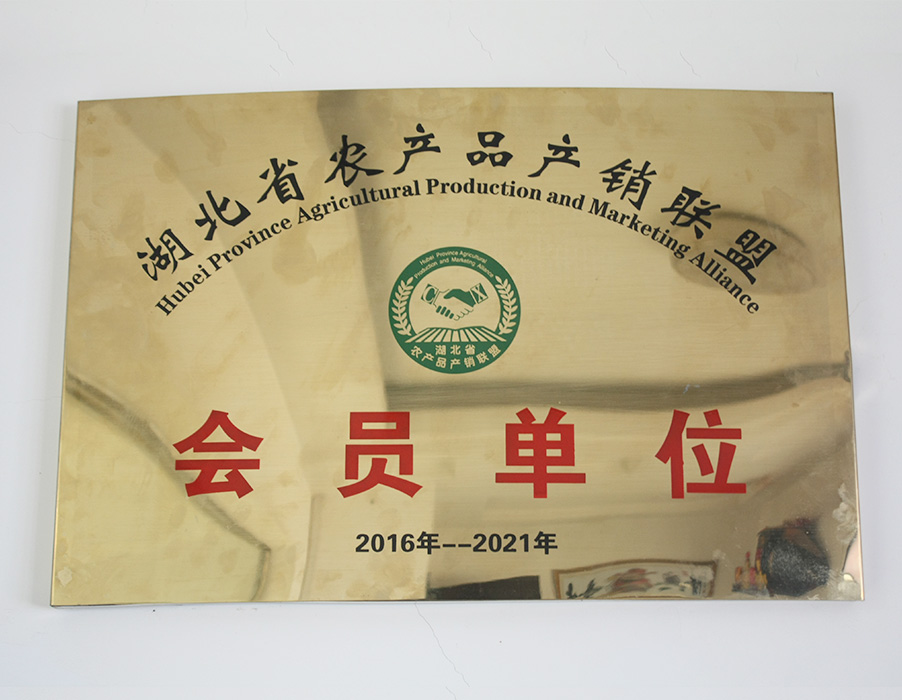 湖北省农产品产销联盟
Hubei Province Agricultural Production and Marketing Alliance
Hubei Province Agricultural
Production and Marketing Alliance
湖北省
农产品产销联盟
会员单位
2016年--2021年